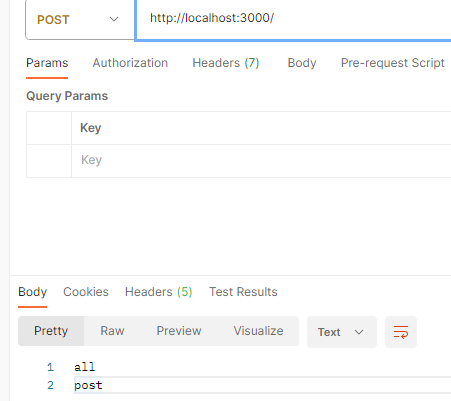 POST http://localhost:3000/
Params Authorization Headers (7) Body Pre-request Script
Query Params
Key
Key
Body Cookies Headers (5) Test Results
Pretty Raw Preview Visualize Text
1 all
2 post